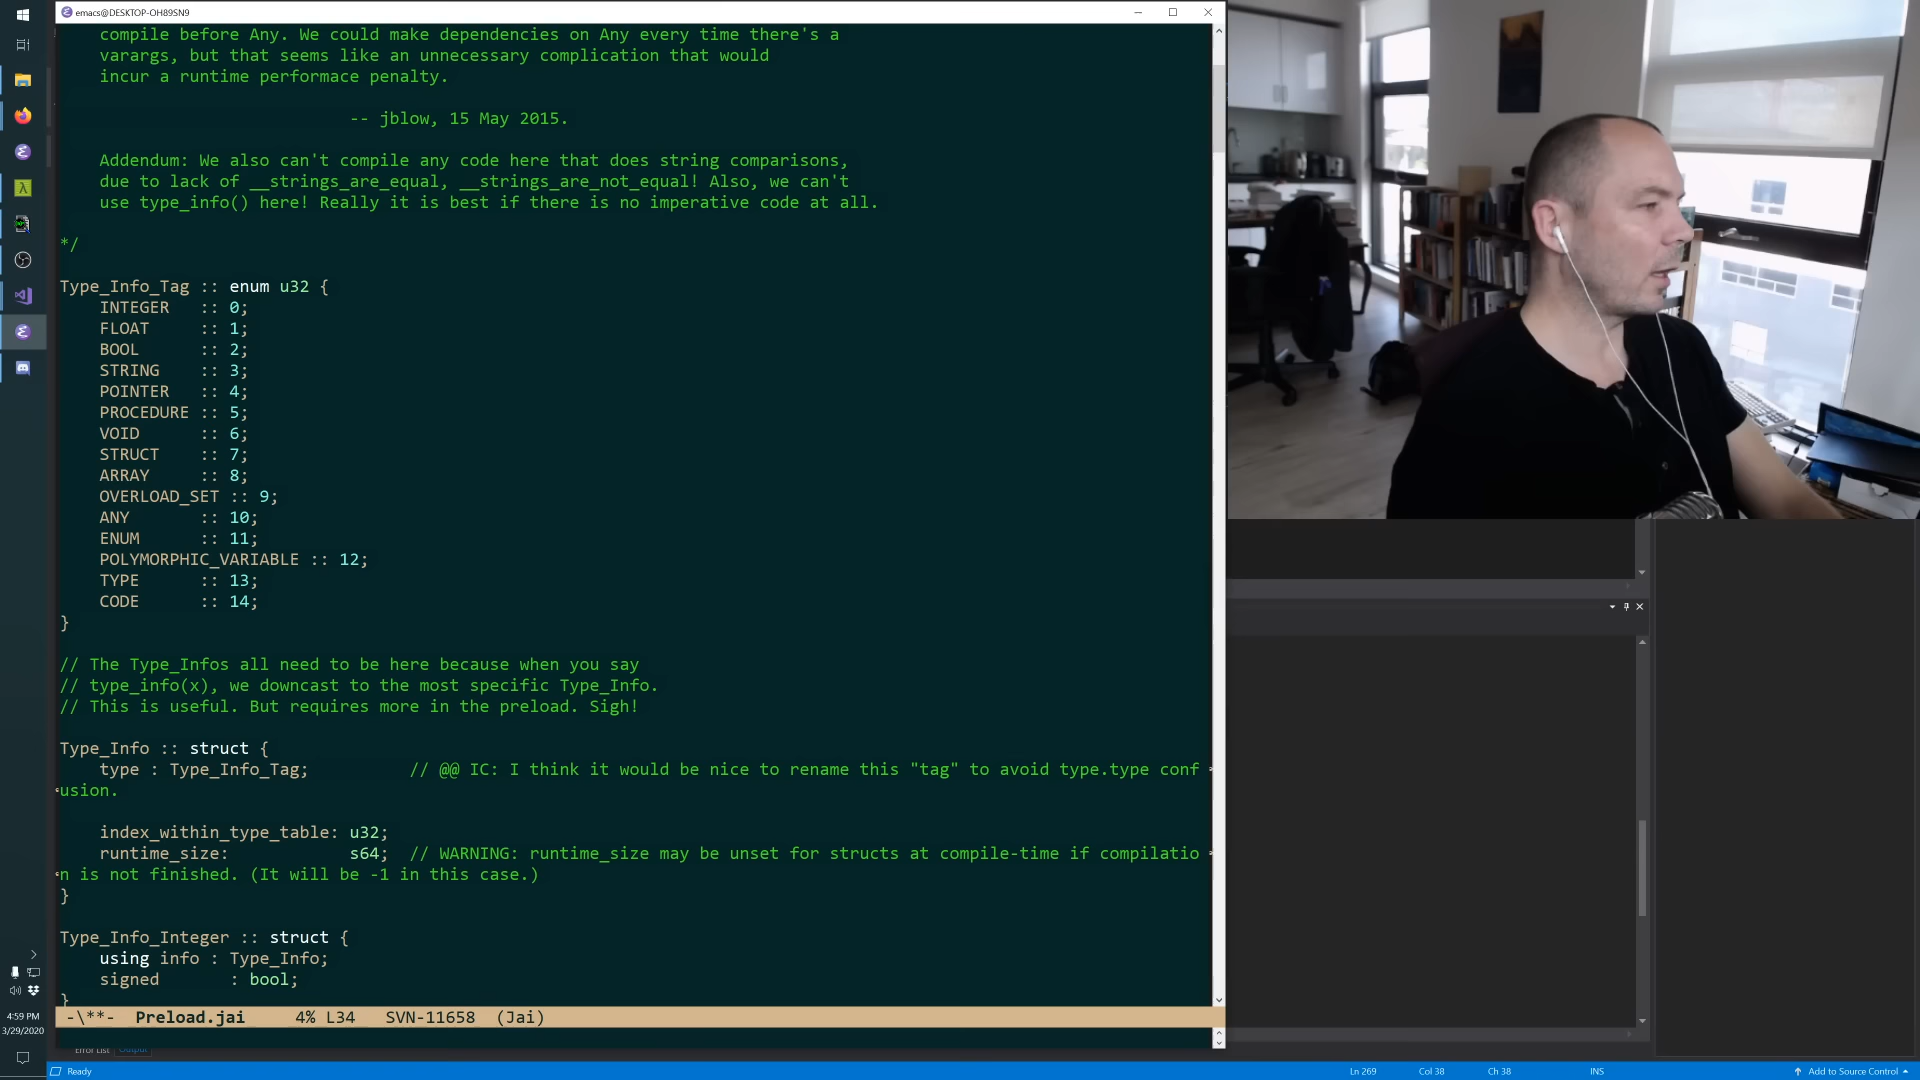 emacs@DESKTOP-OH89SN9
compile before Any. We could make dependencies on Any every time there's a
varargs, but that seems like an unnecessary complication that would
incur a runtime performace penalty.
-- jblow, 15 May 2015.
Addendum: We also can't compile any code here that does string comparisons,
due to lack of __strings_are_equal, __strings_are_not_equal! Also, we can't
use type_info() here! Really it is best if there is no imperative code at all.
*/
Type_Info_Tag :: enum u32 {
INTEGER :: 0;
FLOAT :: 1;
BOOL :: 2;
STRING :: 3;
POINTER :: 4;
PROCEDURE :: 5;
VOID :: 6;
STRUCT :: 7;
ARRAY :: 8;
OVERLOAD_SET :: 9;
ANY :: 10;
ENUM :: 11;
POLYMORPHIC_VARIABLE :: 12;
TYPE :: 13;
CODE :: 14;
}
// The Type_Infos all need to be here because when you say
// type_info(x), we downcast to the most specific Type_Info.
// This is useful. But requires more in the preload. Sigh!
Type_Info :: struct {
type : Type_Info_Tag; // @@ IC: I think it would be nice to rename this "tag" to avoid type.type conf
usion.
index_within_type_table: u32;
runtime_size: s64; // WARNING: runtime_size may be unset for structs at compile-time if compilatio
n is not finished. (It will be -1 in this case.)
}
Type_Info_Integer :: struct {
using info : Type_Info;
signed : bool;
}
-\**- Preload.jai 4% L34 SVN-11658 (Jai)
4:59 PM
3/29/2020
Error List Output
Ready Ln 269 Col 38 Ch 38 INS Add to Source Control